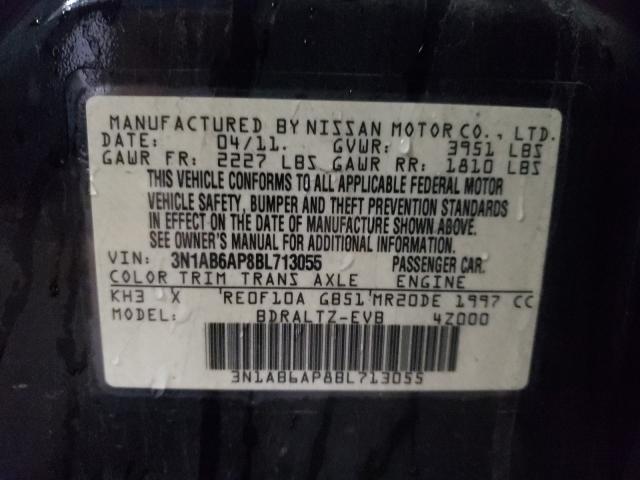 MANUFACTURED BY NISSAN MOTOR CO., LTD.
DATE: 04/11. GVWR: 3951 LBS
GAWR FR: 2227 LBS GAWR RR: 1810 LBS
THIS VEHICLE CONFORMS TO ALL APPLICABLE FEDERAL MOTOR
VEHICLE SAFETY, BUMPER AND THEFT PREVENTION STANDARDS
IN EFFECT ON THE DATE OF MANUFACTURE SHOWN ABOVE.
SEE OWNER'S MANUAL FOR ADDITIONAL INFORMATION.
VIN: 3N1AB6AP8BL713055 PASSENGER CAR.
COLOR TRIM TRANS AXLE ENGINE
KH3 X 'RE0F10A GB51'MR20DE 1997 CC
MODEL: BDRALTZ-EVB 4Z000
3N1AB6AP8BL713055